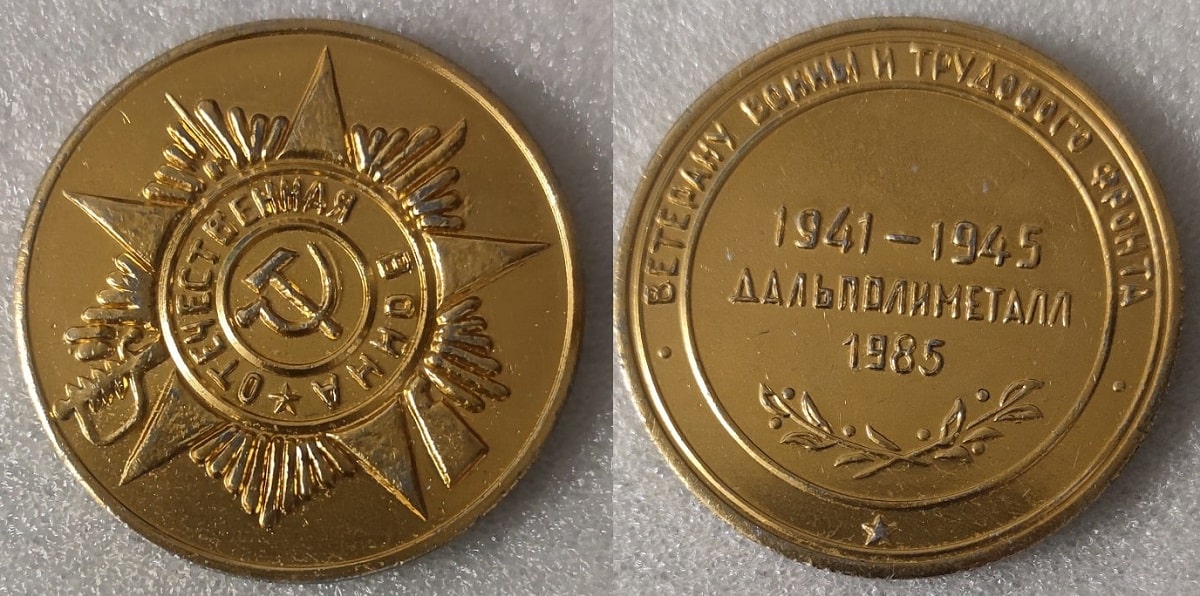 ОТЕЧЕСТВЕННАЯ ВОЙНА
ВЕТЕРАНУ ВОЙНЫ И ТРУДОВОГО ФРОНТА
1941-1945
ДАЛЬПОЛИМЕТАЛЛ
1985